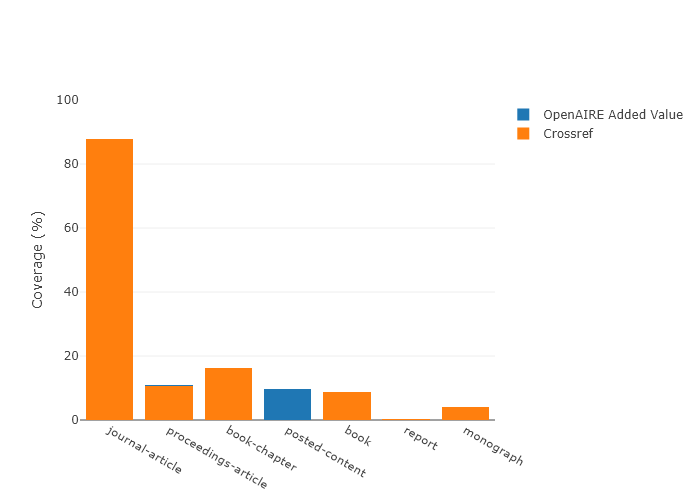 100
80
60
40
20
0
Coverage (%)
journal-article
proceedings-article
book-chapter
posted-content
book
report
monograph
OpenAIRE Added Value
Crossref